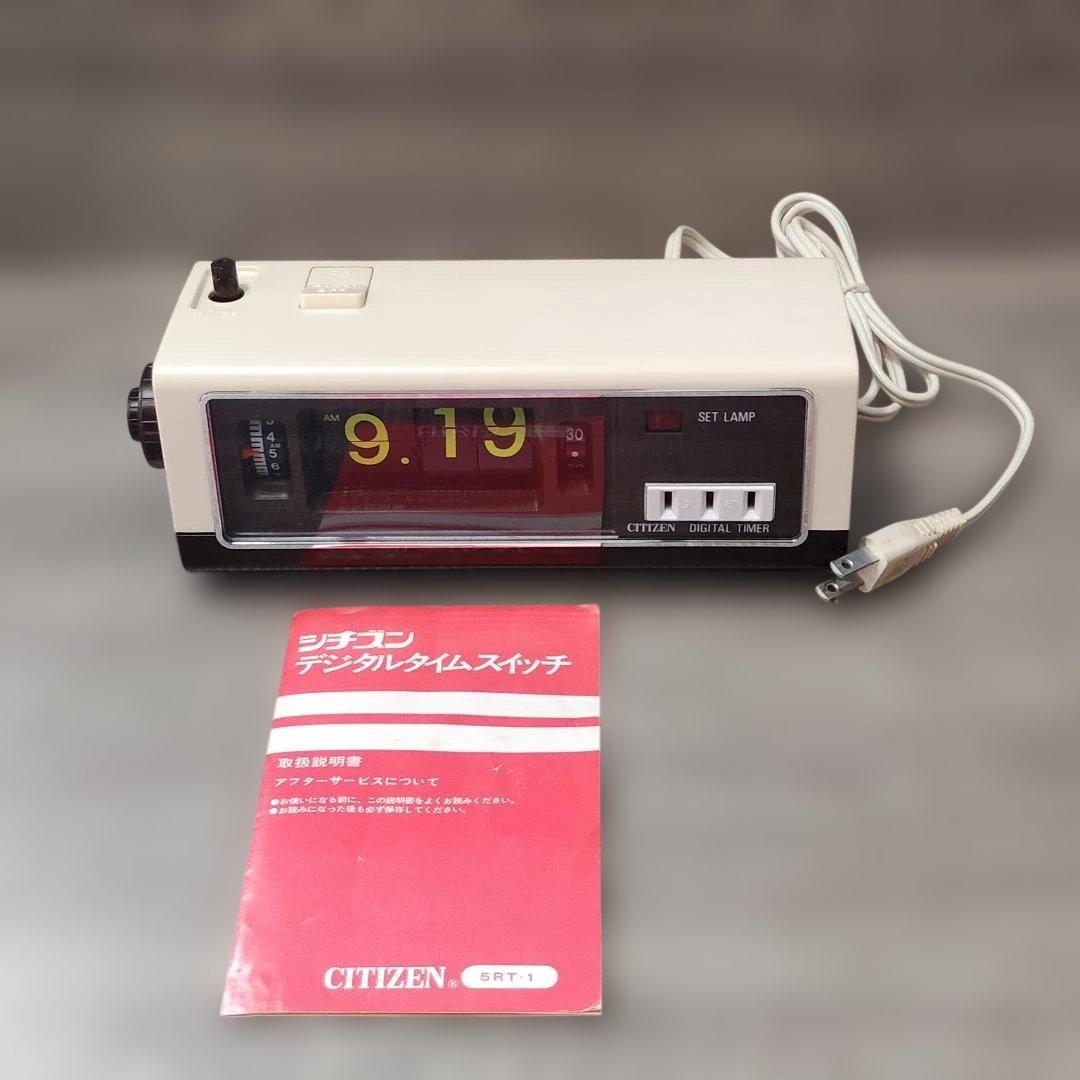 4
AM
5
6
AM
9.19
30
SET LAMP
CITIZEN DIGITAL TIMER
シチズン
デジタルタイムスイッチ
取扱説明書
アフターサービスについて
●お使いになる前に、この説明書をよくお読みください。
●お読みになった後も必ず保存してください。
CITIZEN® 5RT-1